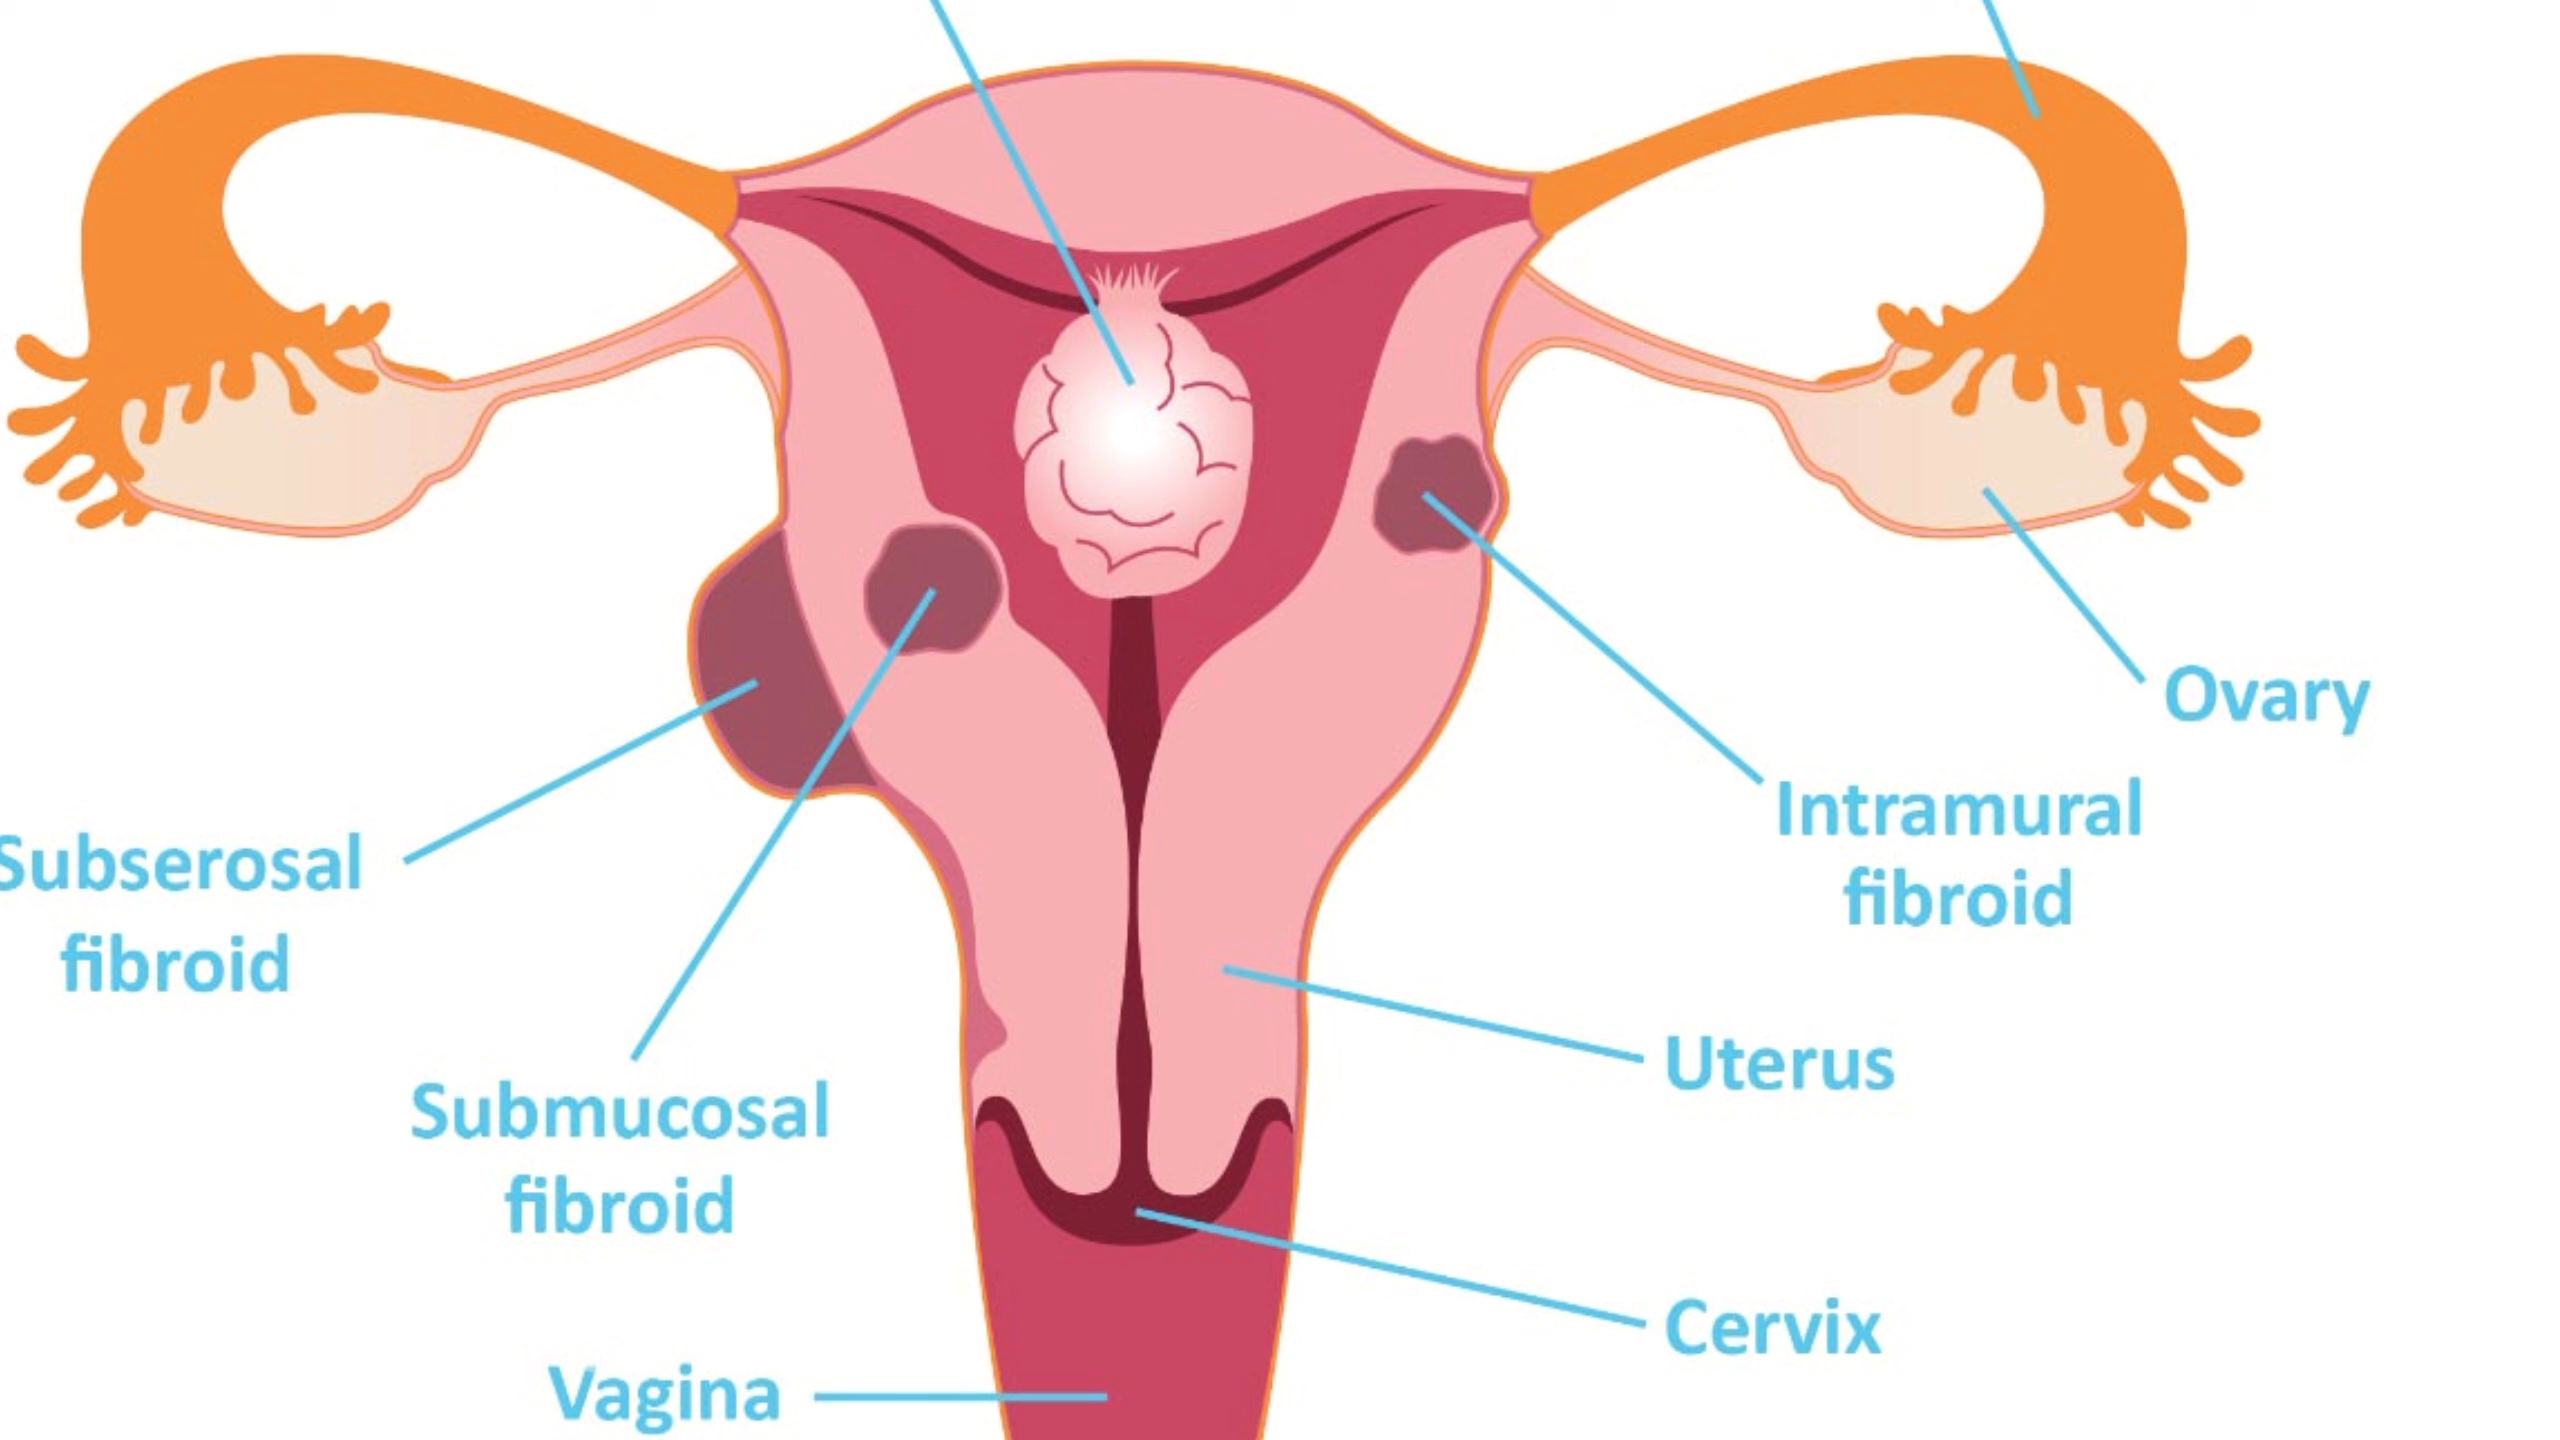 Ovary
Intramural
fibroid
Subserosal
fibroid
Uterus
Submucosal
fibroid
Cervix
Vagina